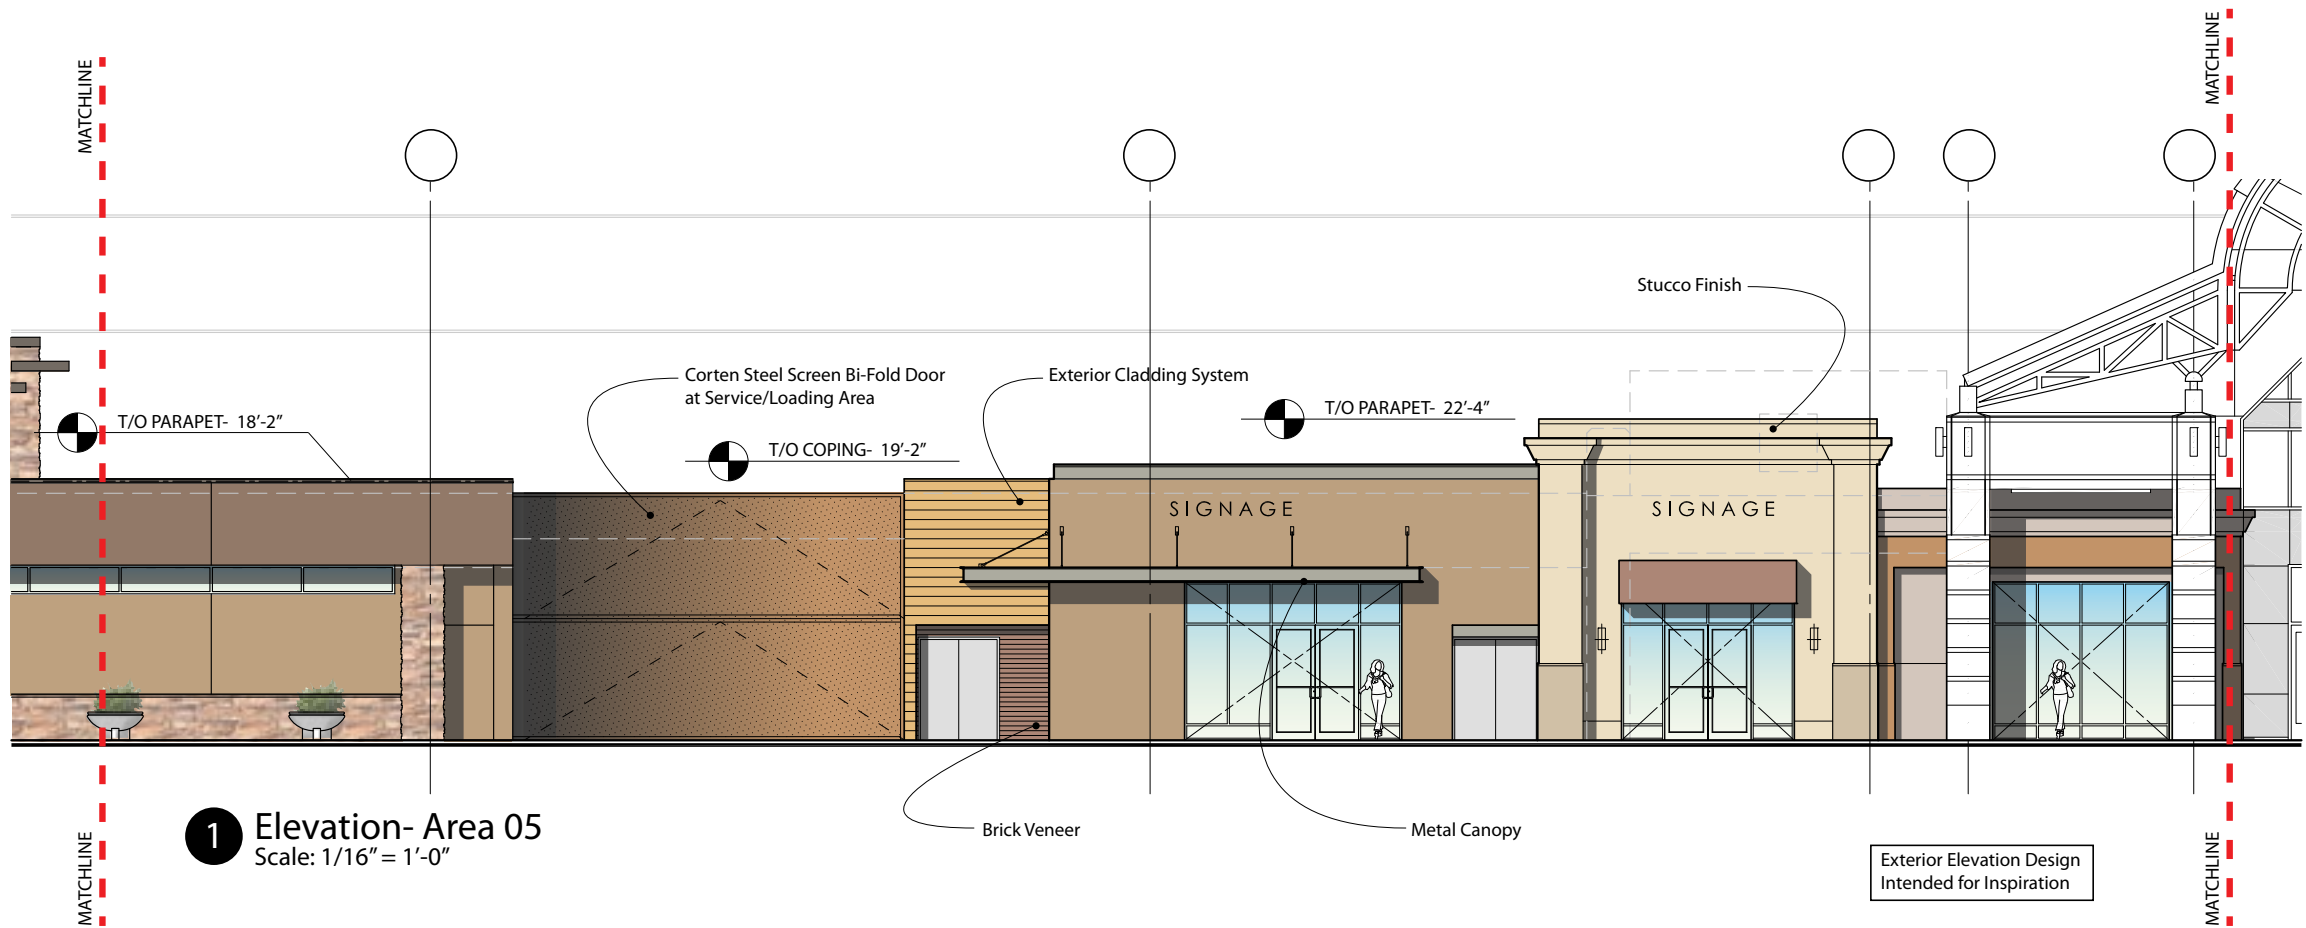 MATCHLINE
MATCHLINE
Stucco Finish
Corten Steel Screen Bi-Fold Door
at Service/Loading Area
Exterior Cladding System
T/O PARAPET- 18'-2"
T/O PARAPET- 22'-4"
T/O COPING- 19'-2"
SIGNAGE
SIGNAGE
Brick Veneer
Metal Canopy
1
Elevation- Area 05
Scale: 1/16" = 1'-0"
Exterior Elevation Design
Intended for Inspiration
MATCHLINE
MATCHLINE